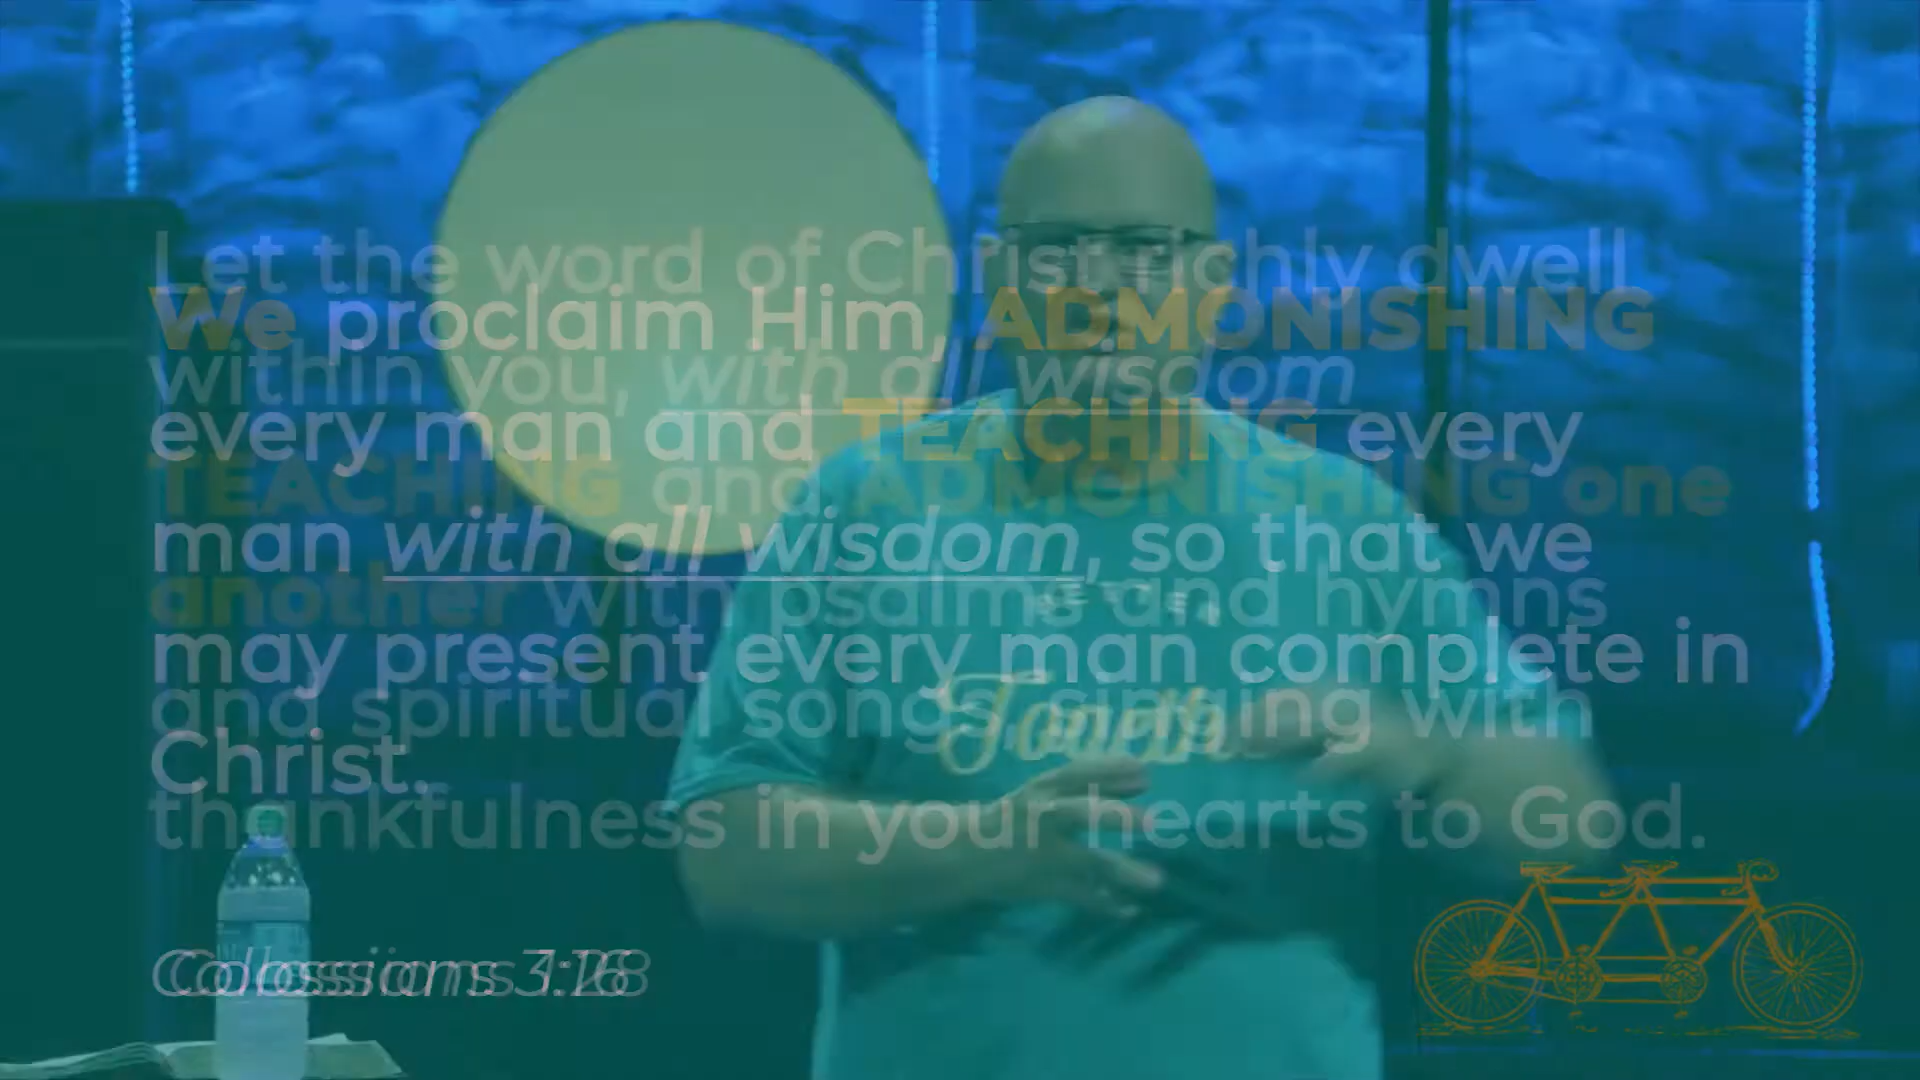 Let the word of Christ richly dwell
within you, with all wisdom
TEACHING and ADMONISHING one
another with psalms and hymns
and spiritual songs, singing with
thankfulness in your hearts to God.
Colossians 3:16
We proclaim Him, ADMONISHING
every man and TEACHING every
man with all wisdom, so that we
may present every man complete in
Christ.
Colossians 1:28
BETTER
Together